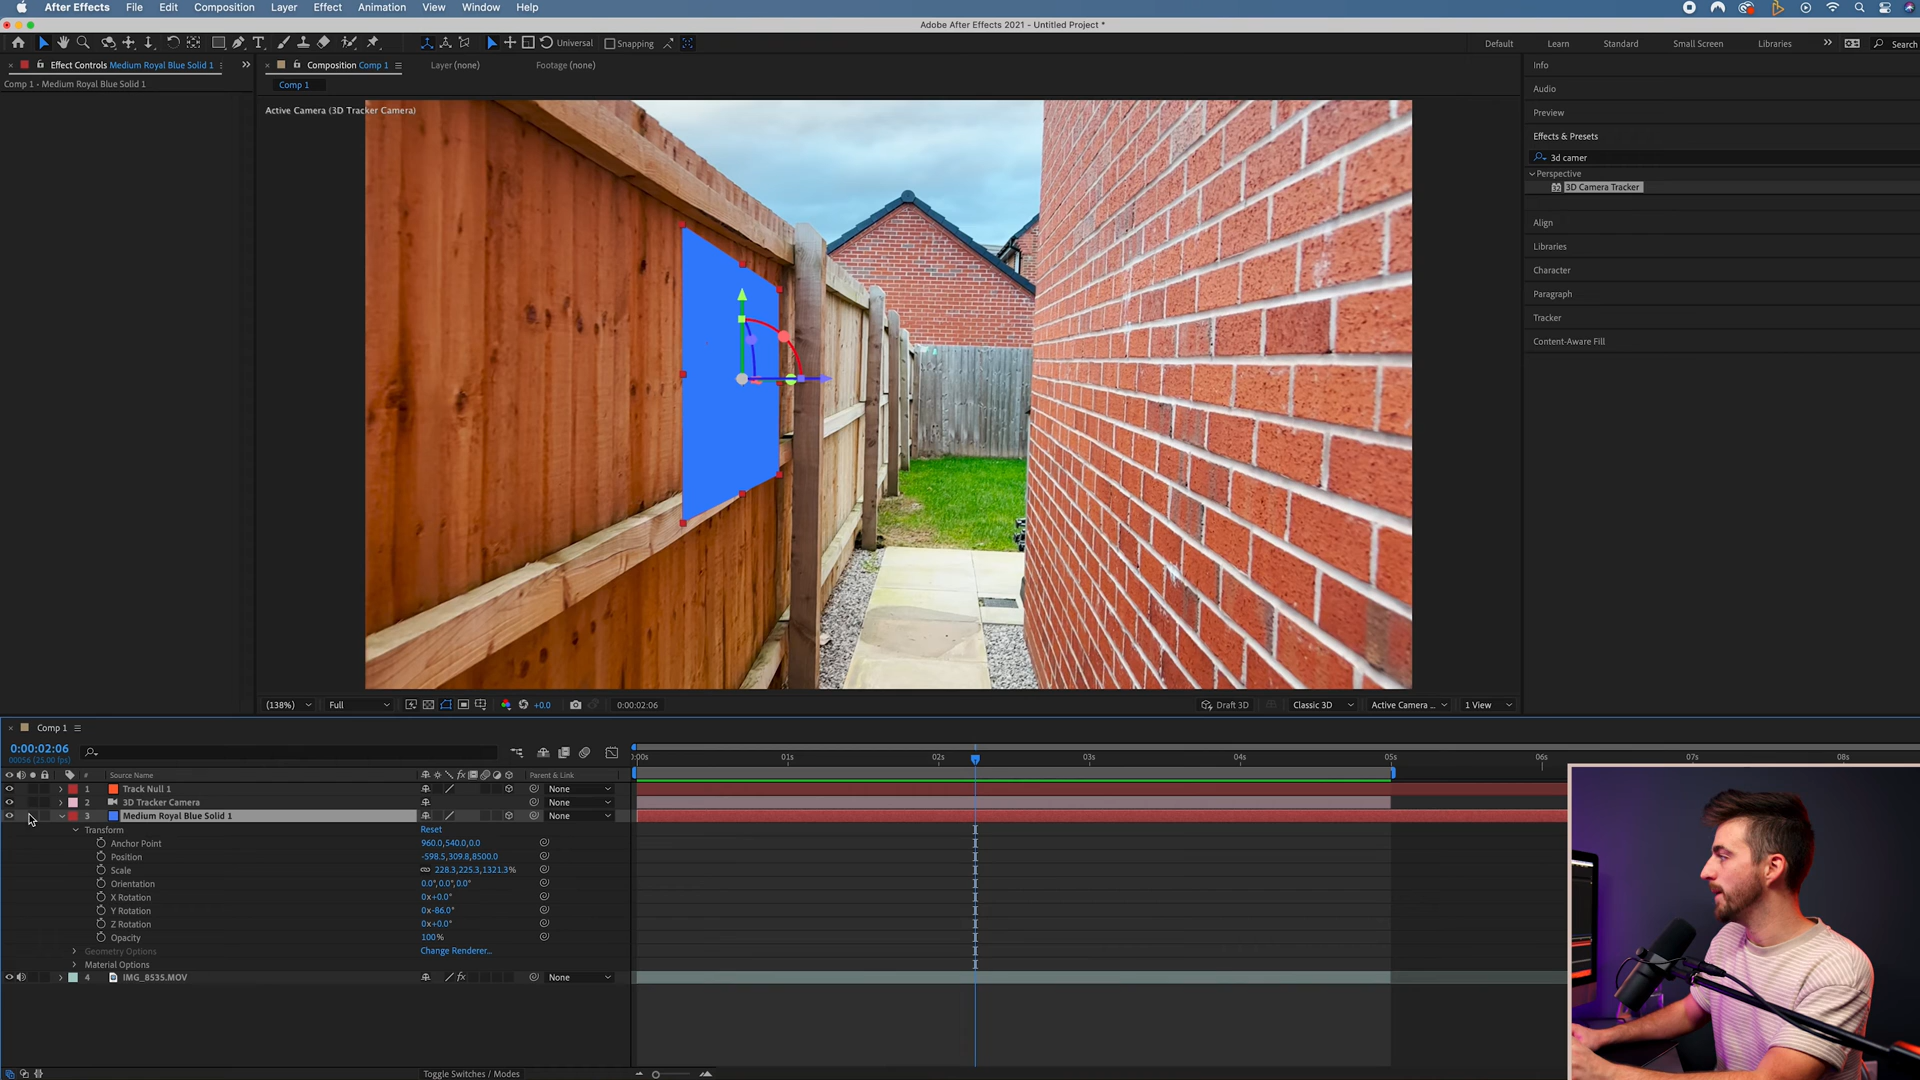 After Effects File Edit Composition Layer Effect Animation View Window Help
Adobe After Effects 2021 - Untitled Project *
Universal Snapping Default Learn Standard Small Screen Libraries Search
Effect Controls Medium Royal Blue Solid 1
Composition Comp 1 Layer (none) Footage (none)
Comp 1 • Medium Royal Blue Solid 1
Comp 1
Active Camera (3D Tracker Camera)
Info
Audio
Preview
Effects & Presets
3d camer
Perspective
3D Camera Tracker
Align
Libraries
Character
Paragraph
Tracker
Content-Aware Fill
(138%) Full +0.0 0:00:02:06 Draft 3D Classic 3D Active Camera ... 1 View
Comp 1
0:00:02:06
00056 (25.00 fps)
:00s 01s 02s 03s 04s 05s 06s 07s 08s
# Source Name Parent & Link
1 Track Null 1 None
2 3D Tracker Camera None
3 Medium Royal Blue Solid 1 None
Transform Reset
Anchor Point 960.0,540.0,0.0
Position -598.5,309.8,8500.0
Scale 228.3,225.3,1321.3%
Orientation 0.0°,0.0°,0.0°
X Rotation 0x+0.0°
Y Rotation 0x-86.0°
Z Rotation 0x+0.0°
Opacity 100%
Geometry Options Change Renderer...
Material Options
4 IMG_8535.MOV None
Toggle Switches / Modes